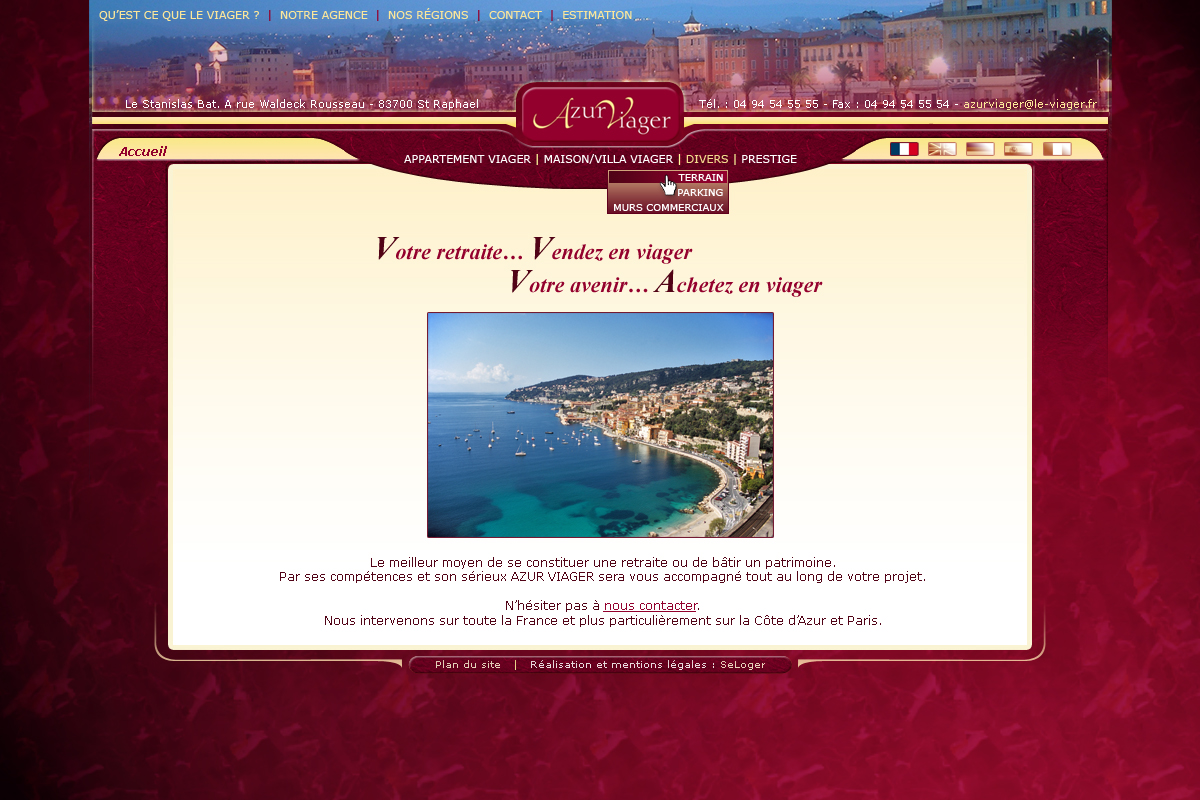 QU'EST CE QUE LE VIAGER ? | NOTRE AGENCE | NOS RÉGIONS | CONTACT | ESTIMATION
Le Stanislas Bat. A rue Waldeck Rousseau - 83700 St Raphael
Tél. : 04 94 54 55 55 - Fax : 04 94 54 55 54 - azurviager@le-viager.fr
Azur Viager
Accueil
APPARTEMENT VIAGER | MAISON/VILLA VIAGER | DIVERS | PRESTIGE
TERRAIN
PARKING
MURS COMMERCIAUX
Votre retraite... Vendez en viager
Votre avenir... Achetez en viager
Le meilleur moyen de se constituer une retraite ou de bâtir un patrimoine.
Par ses compétences et son sérieux AZUR VIAGER sera vous accompagné tout au long de votre projet.
N'hésiter pas à nous contacter.
Nous intervenons sur toute la France et plus particulièrement sur la Côte d'Azur et Paris.
Plan du site | Réalisation et mentions légales : SeLoger